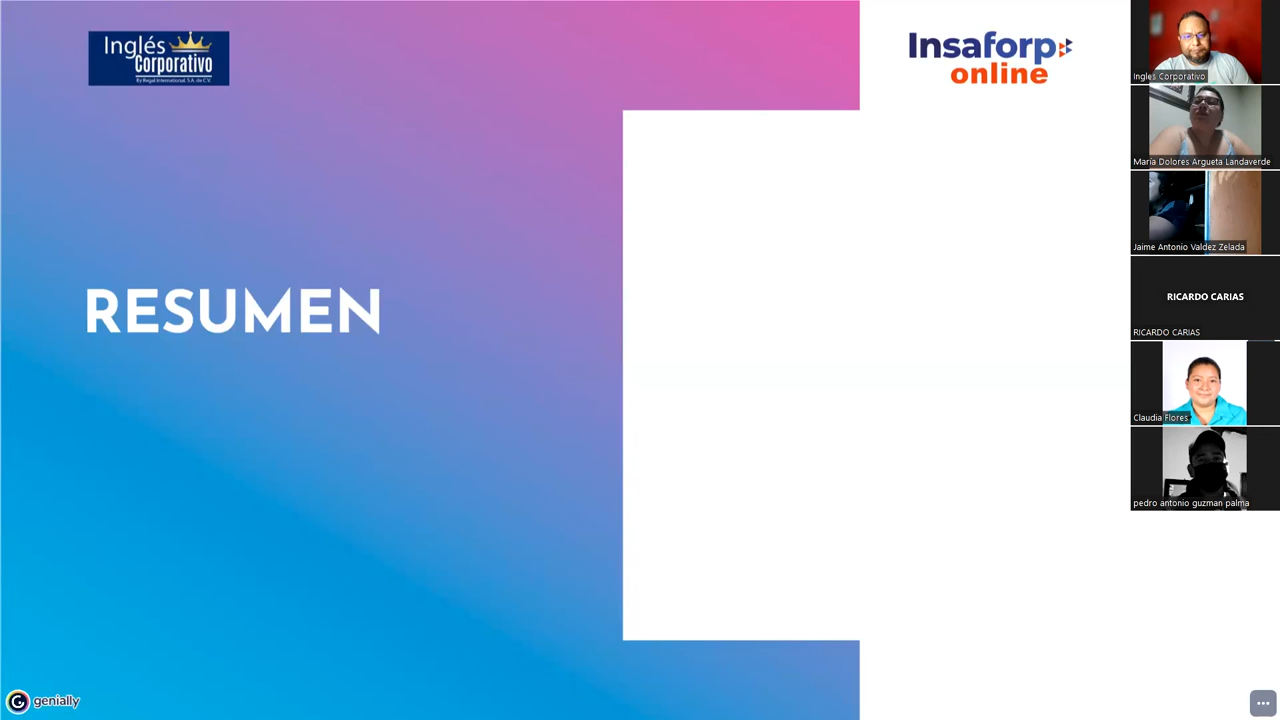 Inglés
Corporativo
By Regal International, S.A. de C.V.
Insaforp
online
RESUMEN
genially
Ingles Corporativo
María Dolores Argueta Landaverde
Jaime Antonio Valdez Zelada
RICARDO CARIAS
RICARDO CARIAS
Claudia Flores
pedro antonio guzman palma